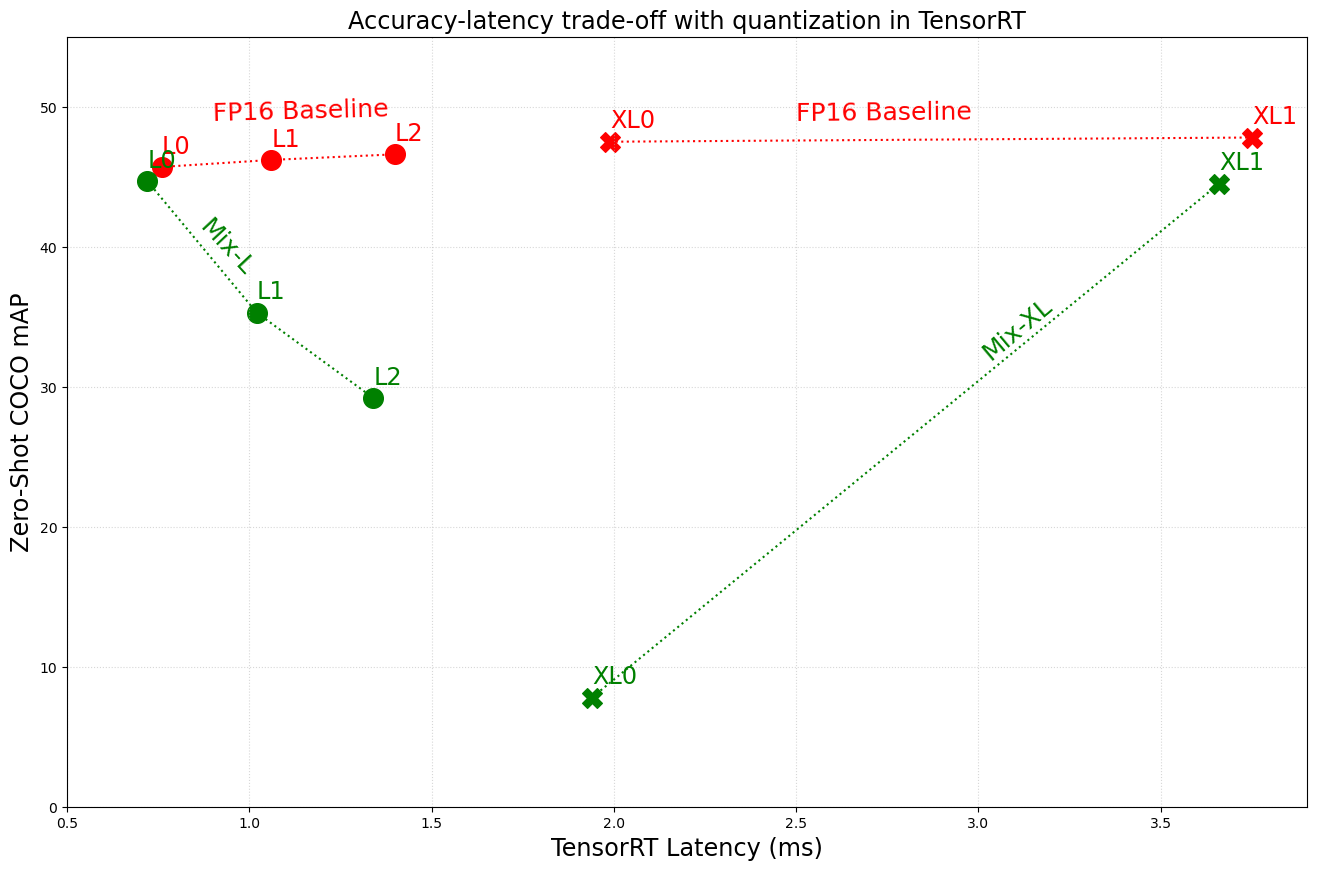 Accuracy-latency trade-off with quantization in TensorRT
Zero-Shot COCO mAP
50
40
30
20
10
0
FP16 Baseline
L0
L1
L2
FP16 Baseline
XL0
XL1
L0
Mix-L
L1
L2
XL1
Mix-XL
XL0
0.5
1.0
1.5
2.0
2.5
3.0
3.5
TensorRT Latency (ms)